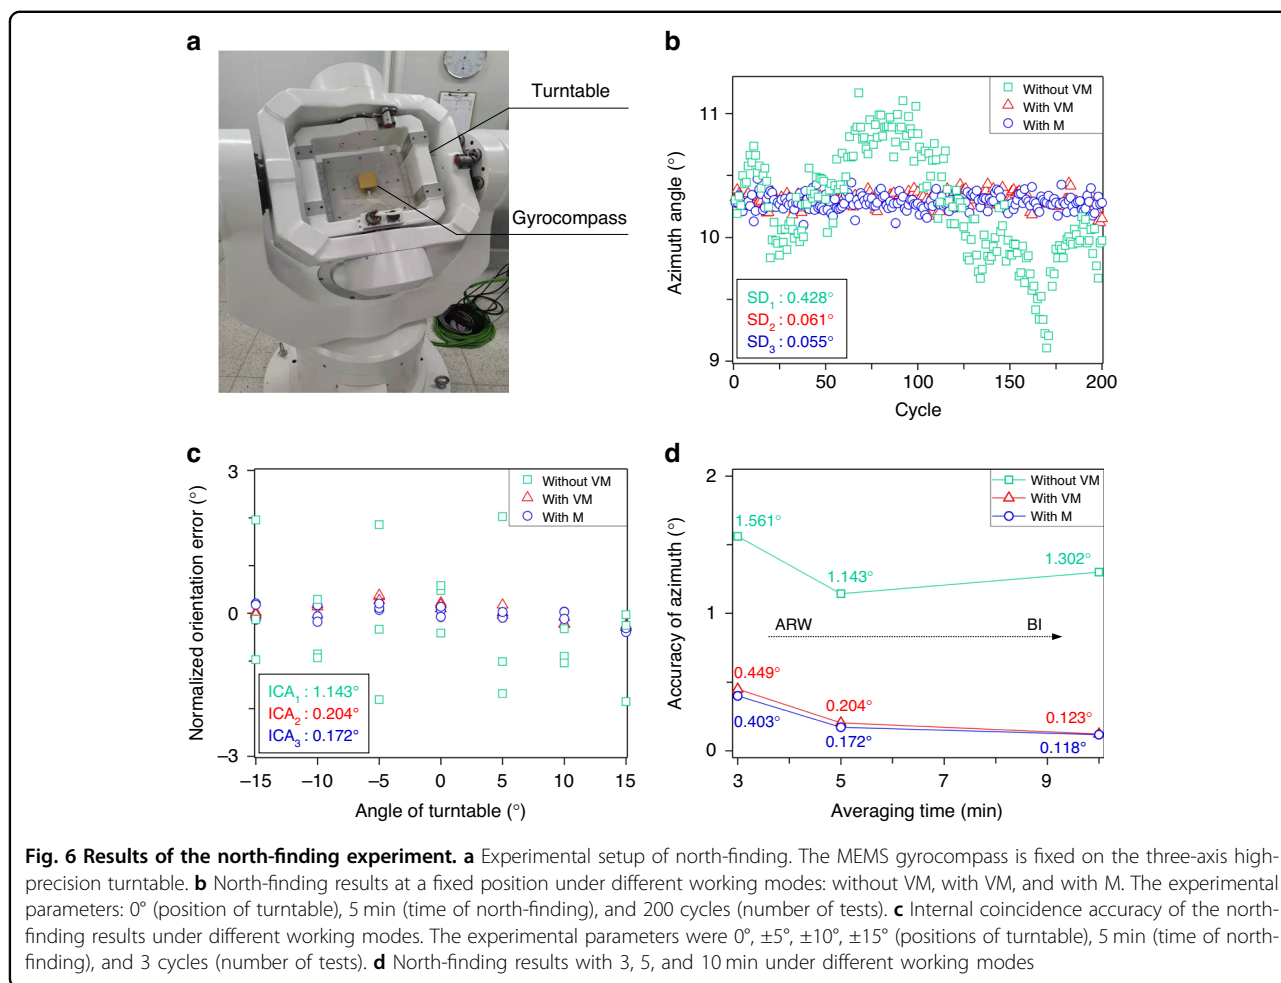 a
Turntable
Gyrocompass
b
Without VM
With VM
With M
11
10
9
Azimuth angle (°)
SD1 : 0.428°
SD2 : 0.061°
SD3 : 0.055°
0 50 100 150 200
Cycle
c
3
0
–3
Normalized orientation error (°)
Without VM
With VM
With M
ICA1 : 1.143°
ICA2 : 0.204°
ICA3 : 0.172°
–15 –10 –5 0 5 10 15
Angle of turntable (°)
d
2
1
0
Accuracy of azimuth (°)
Without VM
With VM
With M
1.561°
1.143°
1.302°
ARW BI
0.449°
0.204°
0.123°
0.403°
0.172°
0.118°
3 5 7 9
Averaging time (min)
Fig. 6 Results of the north-finding experiment. a Experimental setup of north-finding. The MEMS gyrocompass is fixed on the three-axis high-
precision turntable. b North-finding results at a fixed position under different working modes: without VM, with VM, and with M. The experimental
parameters: 0° (position of turntable), 5 min (time of north-finding), and 200 cycles (number of tests). c Internal coincidence accuracy of the north-
finding results under different working modes. The experimental parameters were 0°, ±5°, ±10°, ±15° (positions of turntable), 5 min (time of north-
finding), and 3 cycles (number of tests). d North-finding results with 3, 5, and 10 min under different working modes